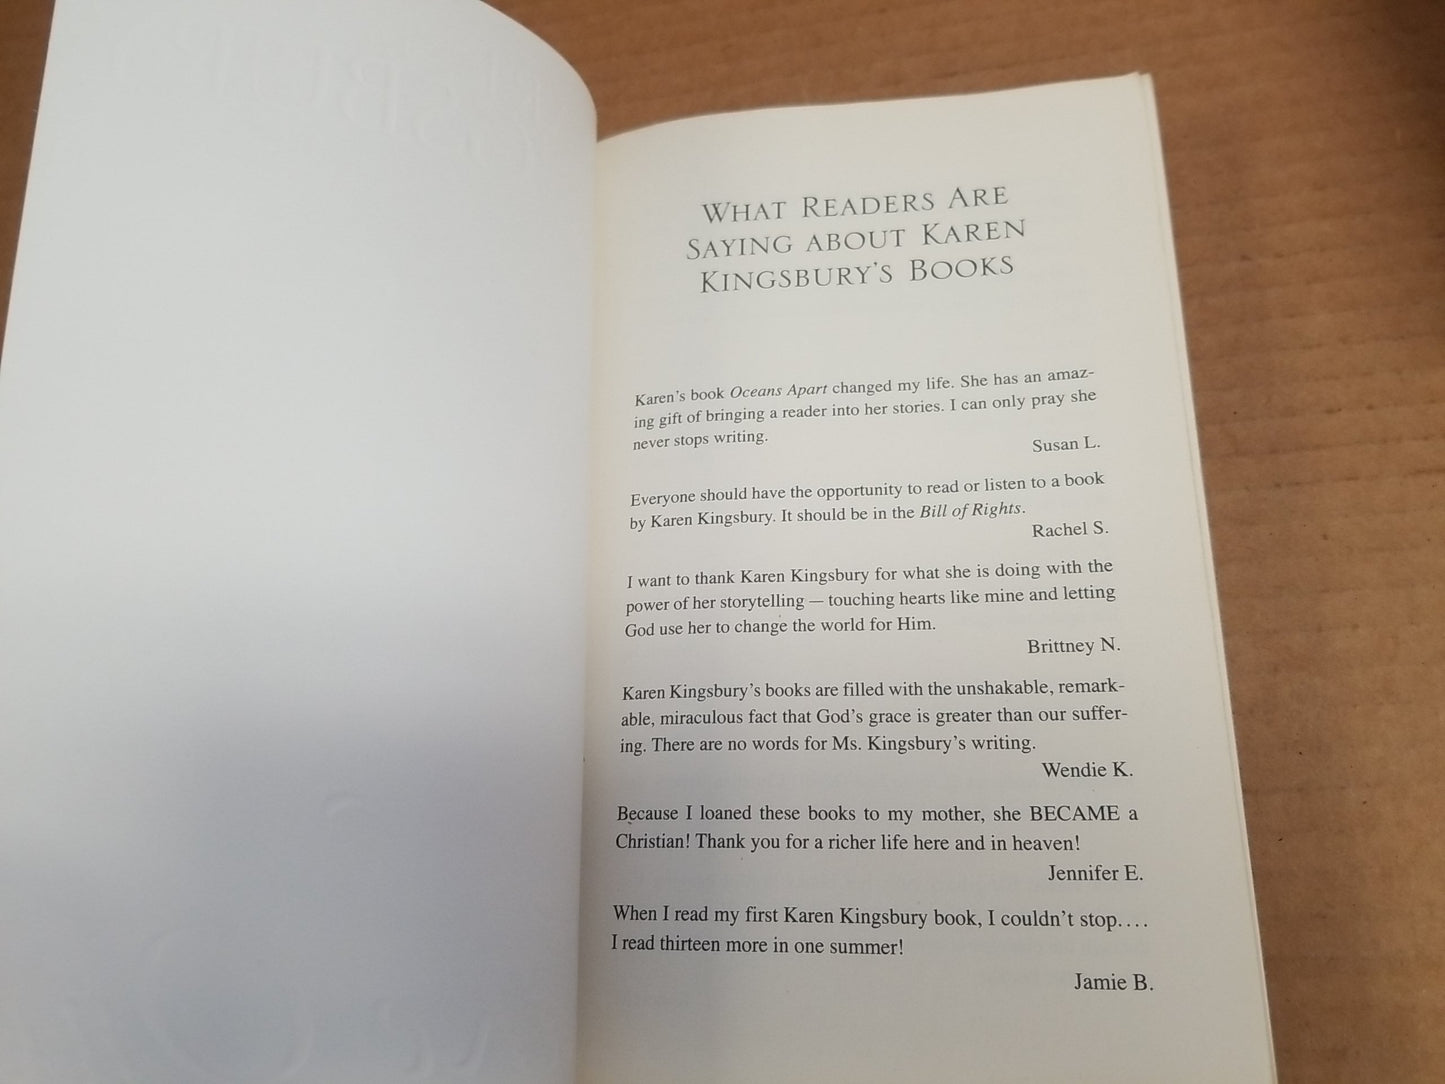 WHAT READERS ARE
SAYING ABOUT KAREN
KINGSBURY'S BOOKS
Karen's book Oceans Apart changed my life. She has an amaz-
ing gift of bringing a reader into her stories. I can only pray she
never stops writing.
Susan L.
Everyone should have the opportunity to read or listen to a book
by Karen Kingsbury. It should be in the Bill of Rights.
Rachel S.
I want to thank Karen Kingsbury for what she is doing with the
power of her storytelling — touching hearts like mine and letting
God use her to change the world for Him.
Brittney N.
Karen Kingsbury's books are filled with the unshakable, remark-
able, miraculous fact that God's grace is greater than our suffer-
ing. There are no words for Ms. Kingsbury's writing.
Wendie K.
Because I loaned these books to my mother, she BECAME a
Christian! Thank you for a richer life here and in heaven!
Jennifer E.
When I read my first Karen Kingsbury book, I couldn't stop....
I read thirteen more in one summer!
Jamie B.